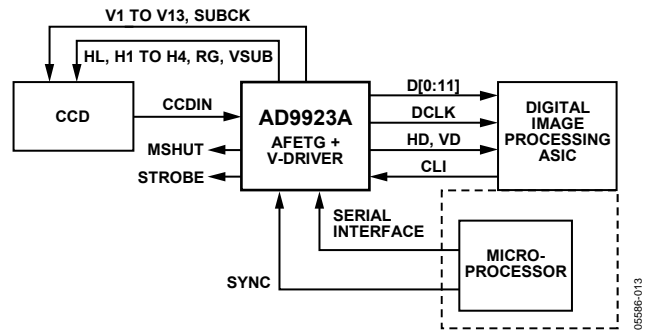 V1 TO V13, SUBCK
HL, H1 TO H4, RG, VSUB
CCD
CCDIN
MSHUT
STROBE
AD9923A
AFETG +
V-DRIVER
D[0:11]
DCLK
HD, VD
CLI
DIGITAL
IMAGE
PROCESSING
ASIC
SERIAL
INTERFACE
SYNC
MICRO-
PROCESSOR
05586-013